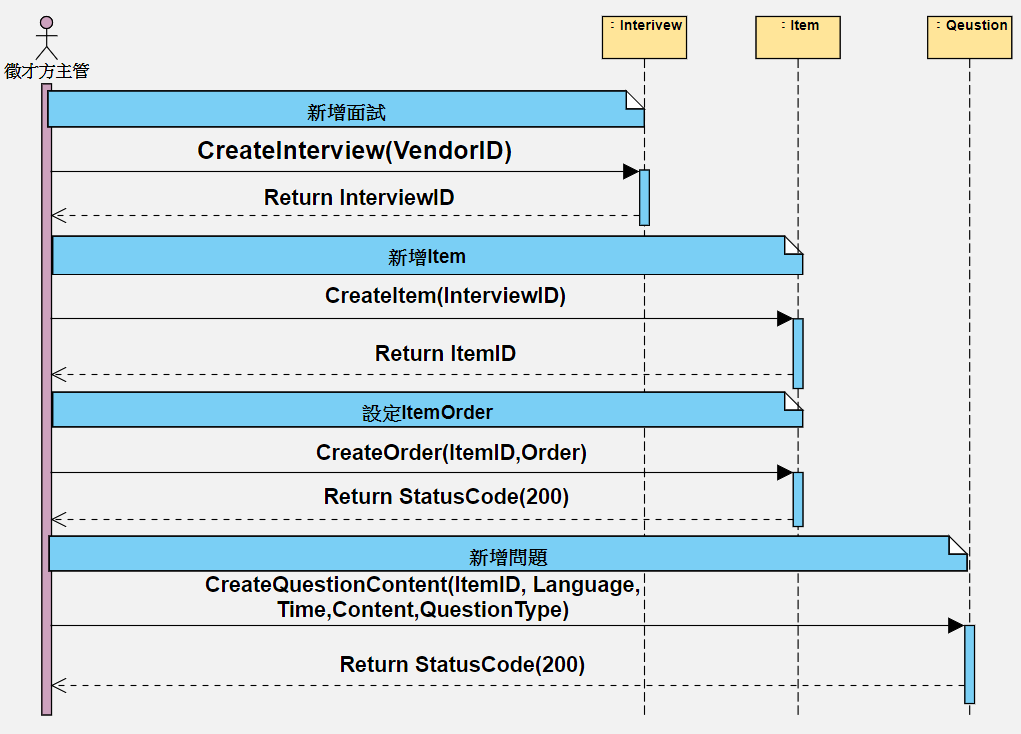 : Interivew
: Item
: Qeustion
徵才方主管
新增面試
CreateInterview(VendorID)
Return InterviewID
新增Item
CreateItem(InterviewID)
Return ItemID
設定ItemOrder
CreateOrder(ItemID,Order)
Return StatusCode(200)
新增問題
CreateQuestionContent(ItemID, Language,
Time,Content,QuestionType)
Return StatusCode(200)